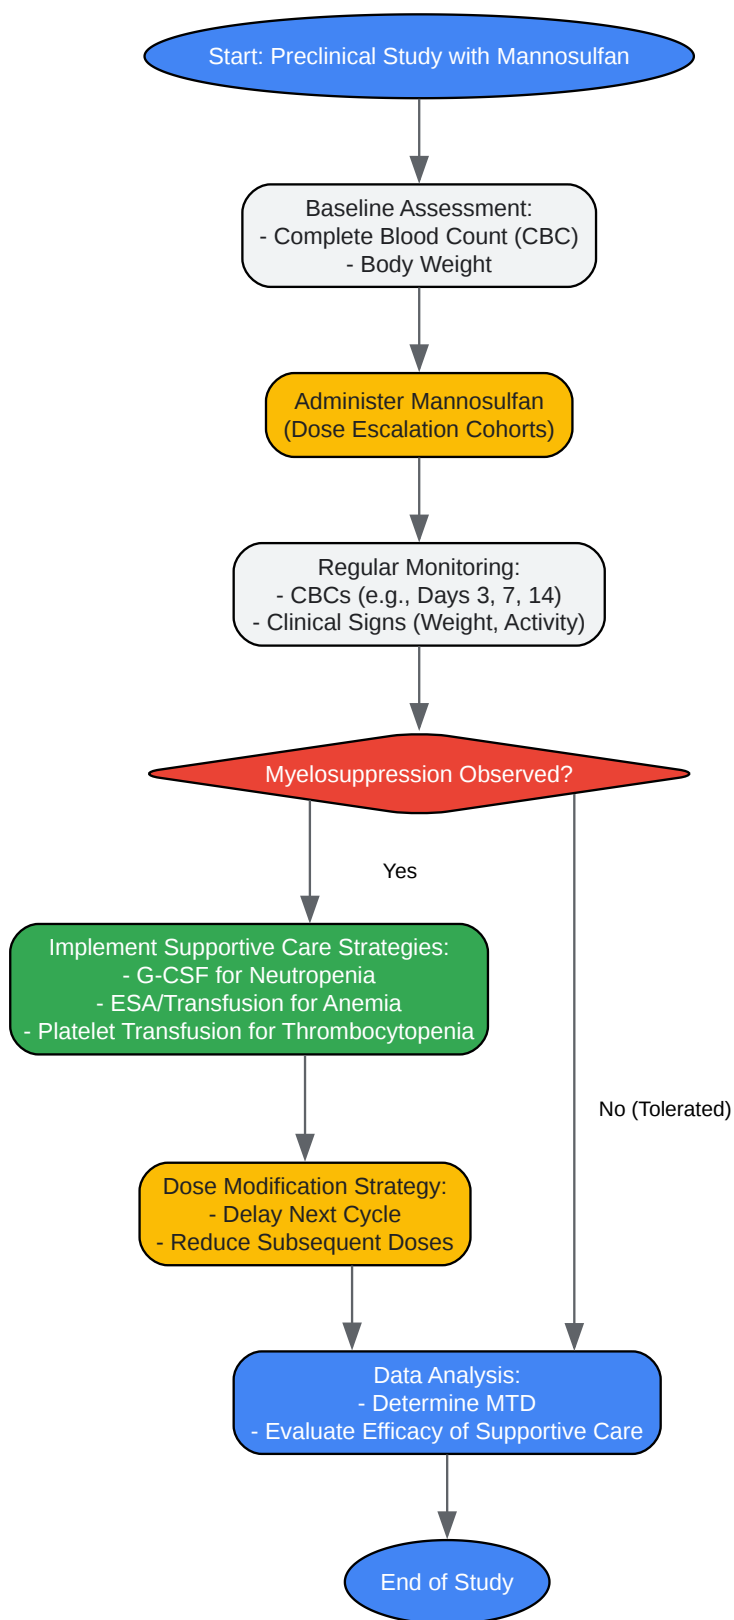 Start: Preclinical Study with Mannosulfan
Baseline Assessment:
- Complete Blood Count (CBC)
- Body Weight
Administer Mannosulfan
(Dose Escalation Cohorts)
Regular Monitoring:
- CBCs (e.g., Days 3, 7, 14)
- Clinical Signs (Weight, Activity)
Myelosuppression Observed?
Yes
Implement Supportive Care Strategies:
- G-CSF for Neutropenia
- ESA/Transfusion for Anemia
- Platelet Transfusion for Thrombocytopenia
No (Tolerated)
Dose Modification Strategy:
- Delay Next Cycle
- Reduce Subsequent Doses
Data Analysis:
- Determine MTD
- Evaluate Efficacy of Supportive Care
End of Study